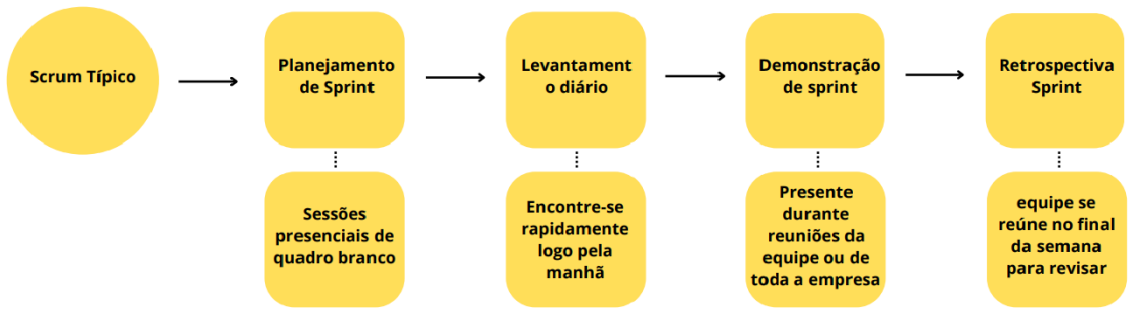 Scrum Típico
Planejamento
de Sprint
Levantament
o diário
Demonstração
de sprint
Retrospectiva
Sprint
Sessões
presenciais de
quadro branco
Encontre-se
rapidamente
logo pela
manhã
Presente
durante
reuniões da
equipe ou de
toda a empresa
equipe se
reúne no final
da semana
para revisar